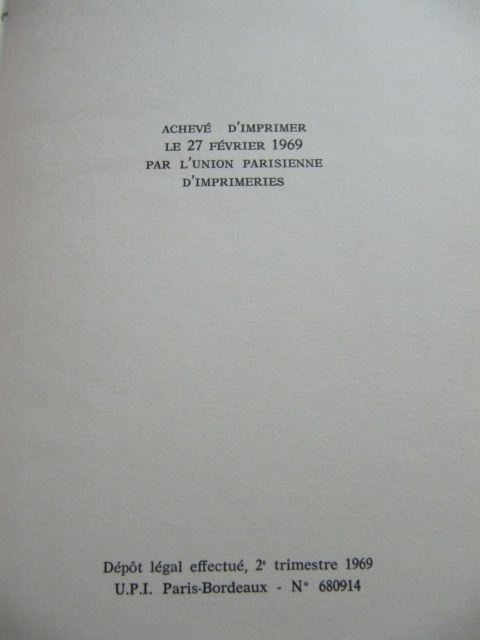 ACHEVÉ D'IMPRIMER
LE 27 FÉVRIER 1969
PAR L'UNION PARISIENNE
D'IMPRIMERIES
Dépôt légal effectué, 2e trimestre 1969
U.P.I. Paris-Bordeaux - N° 680914